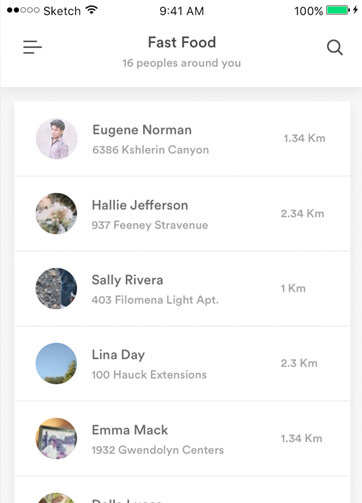 Sketch 9:41 AM 100%
Fast Food
16 peoples around you
Eugene Norman
6386 Kshlerin Canyon
1.34 Km
Hallie Jefferson
937 Feeney Stravenue
2.34 Km
Sally Rivera
403 Filomena Light Apt.
1 Km
Lina Day
100 Hauck Extensions
2.3 Km
Emma Mack
1932 Gwendolyn Centers
1.34 Km